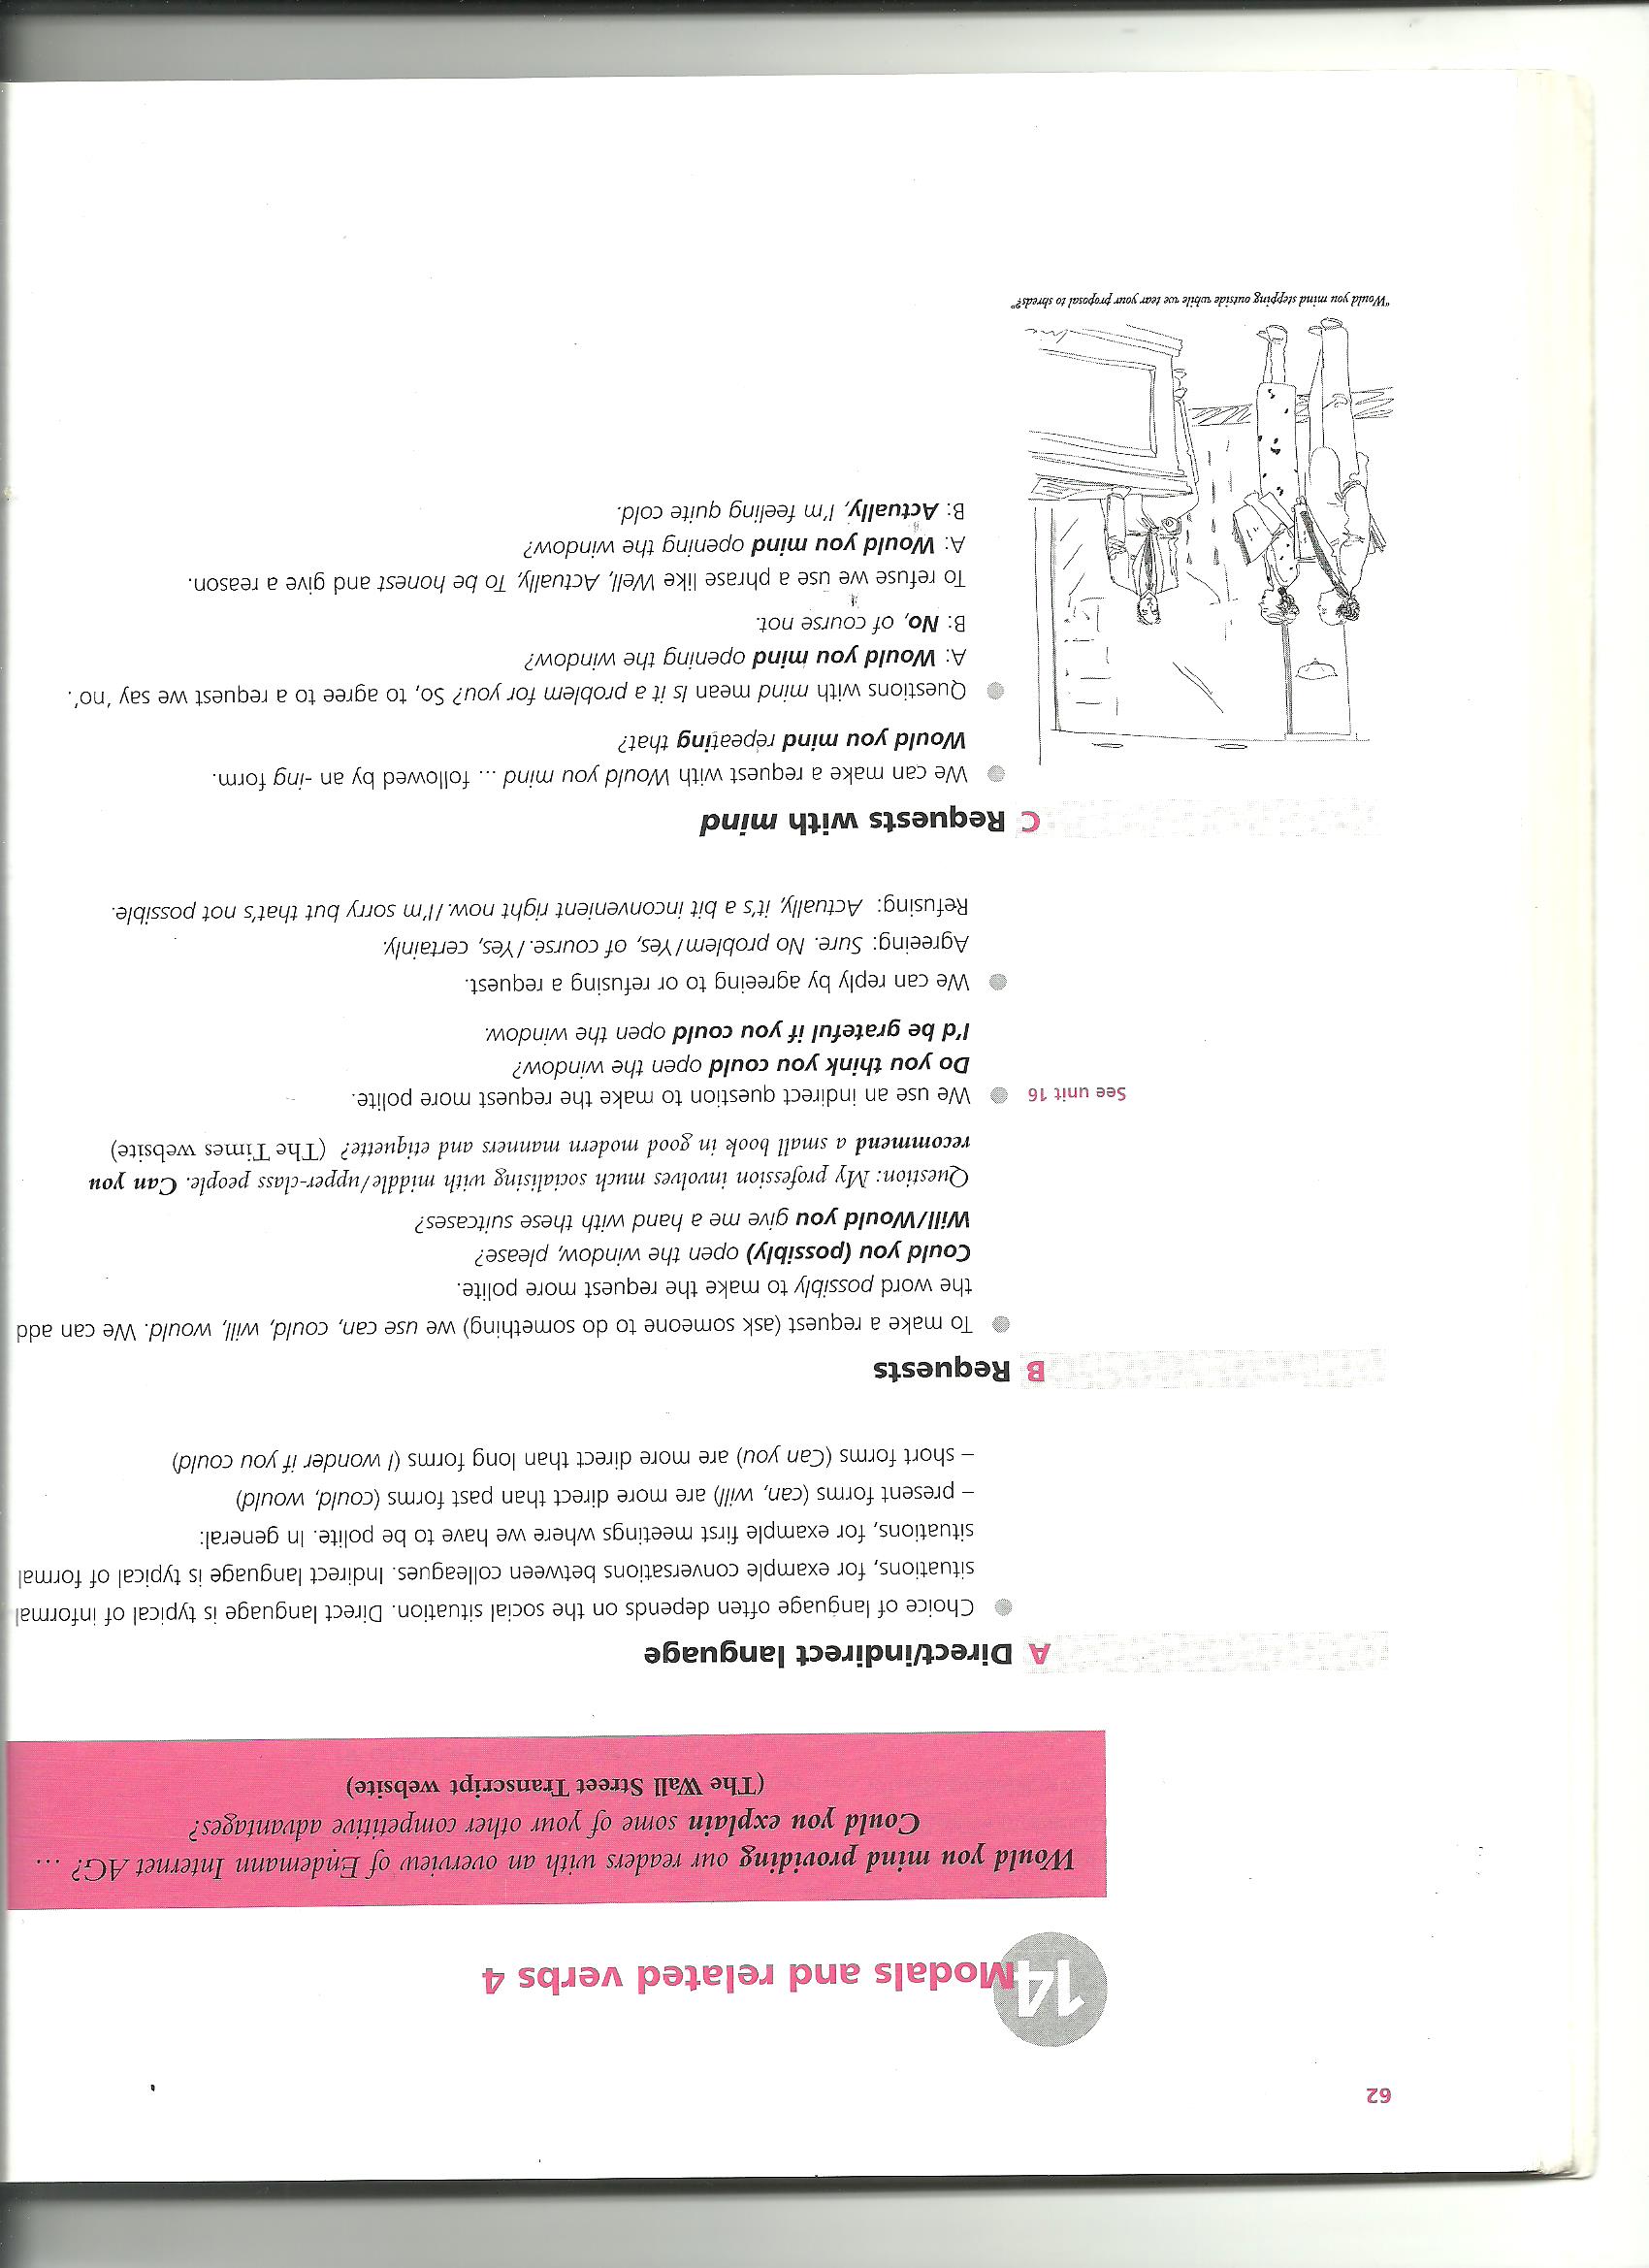 62
14 Modals and related verbs 4
Would you mind providing our readers with an overview of Endemann Internet AG? ...
Could you explain some of your other competitive advantages?
(The Wall Street Transcript website)
A Direct/indirect language
Choice of language often depends on the social situation. Direct language is typical of informal
situations, for example conversations between colleagues. Indirect language is typical of formal
situations, for example first meetings where we have to be polite. In general:
– present forms (can, will) are more direct than past forms (could, would)
– short forms (Can you) are more direct than long forms (I wonder if you could)
B Requests
To make a request (ask someone to do something) we use can, could, will, would. We can add
the word possibly to make the request more polite.
Could you (possibly) open the window, please?
Will/Would you give me a hand with these suitcases?
Question: My profession involves much socialising with middle/upper-class people. Can you
recommend a small book in good modern manners and etiquette? (The Times website)
See unit 16 We use an indirect question to make the request more polite.
Do you think you could open the window?
I'd be grateful if you could open the window.
We can reply by agreeing to or refusing a request.
Agreeing: Sure. No problem/Yes, of course./Yes, certainly.
Refusing: Actually, it's a bit inconvenient right now./I'm sorry but that's not possible.
C Requests with mind
We can make a request with Would you mind ... followed by an -ing form.
Would you mind repeating that?
Questions with mind mean Is it a problem for you? So, to agree to a request we say 'no'.
A: Would you mind opening the window?
B: No, of course not.
To refuse we use a phrase like Well, Actually, To be honest and give a reason.
A: Would you mind opening the window?
B: Actually, I'm feeling quite cold.
"Would you mind stepping outside while we tear your proposal to shreds?"